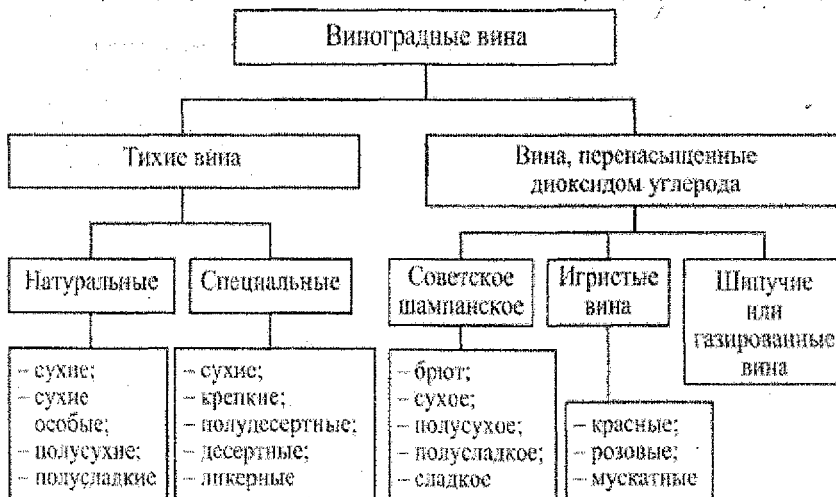 Виноградные вина
Тихие вина
Вина, перенасыщенные
диоксидом углерода
Натуральные
Специальные
Советское
шампанское
Игристые
вина
Шипучие
или
газированные
вина
– сухие;
– сухие
особые;
– полусухие;
– полусладкие
– сухие;
– крепкие;
– полудесертные;
– десертные;
– ликерные
– брют;
– сухое;
– полусухое;
– полусладкое;
– сладкое
– красные;
– розовые;
– мускатные